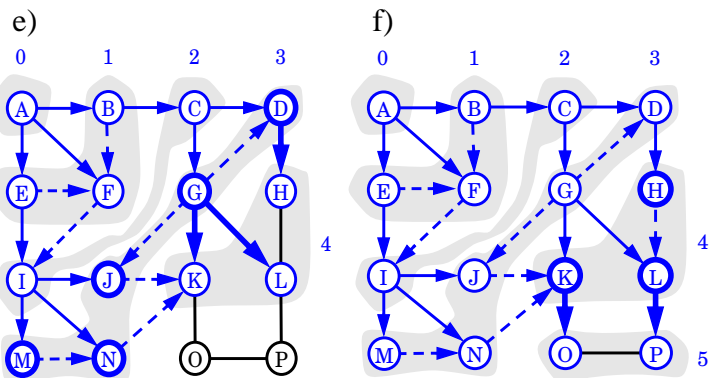 e)
0 1 2 3
A B C D
E F G H
4
I J K L
M N O P
f)
0 1 2 3
A B C D
E F G H
4
I J K L
M N O P 5